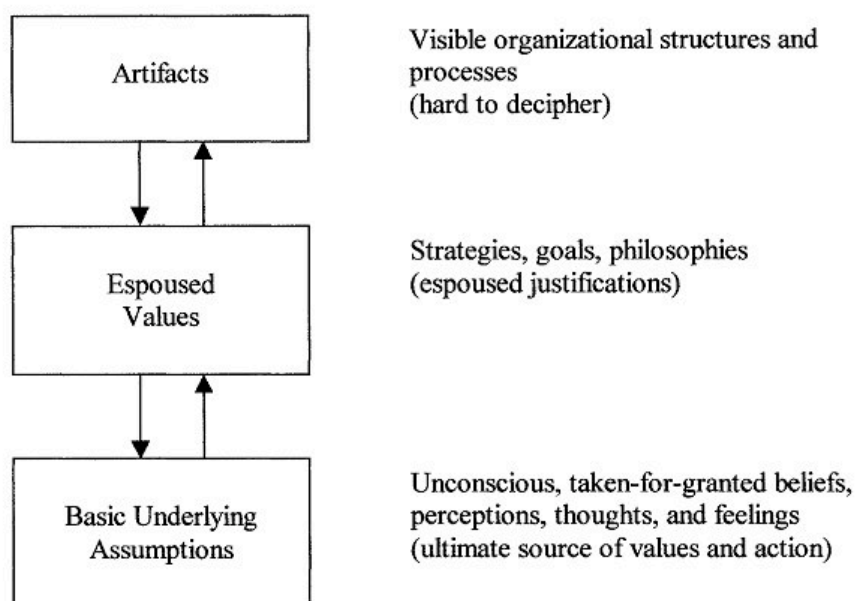 Artifacts
Visible organizational structures and
processes
(hard to decipher)
Espoused
Values
Strategies, goals, philosophies
(espoused justifications)
Basic Underlying
Assumptions
Unconscious, taken-for-granted beliefs,
perceptions, thoughts, and feelings
(ultimate source of values and action)